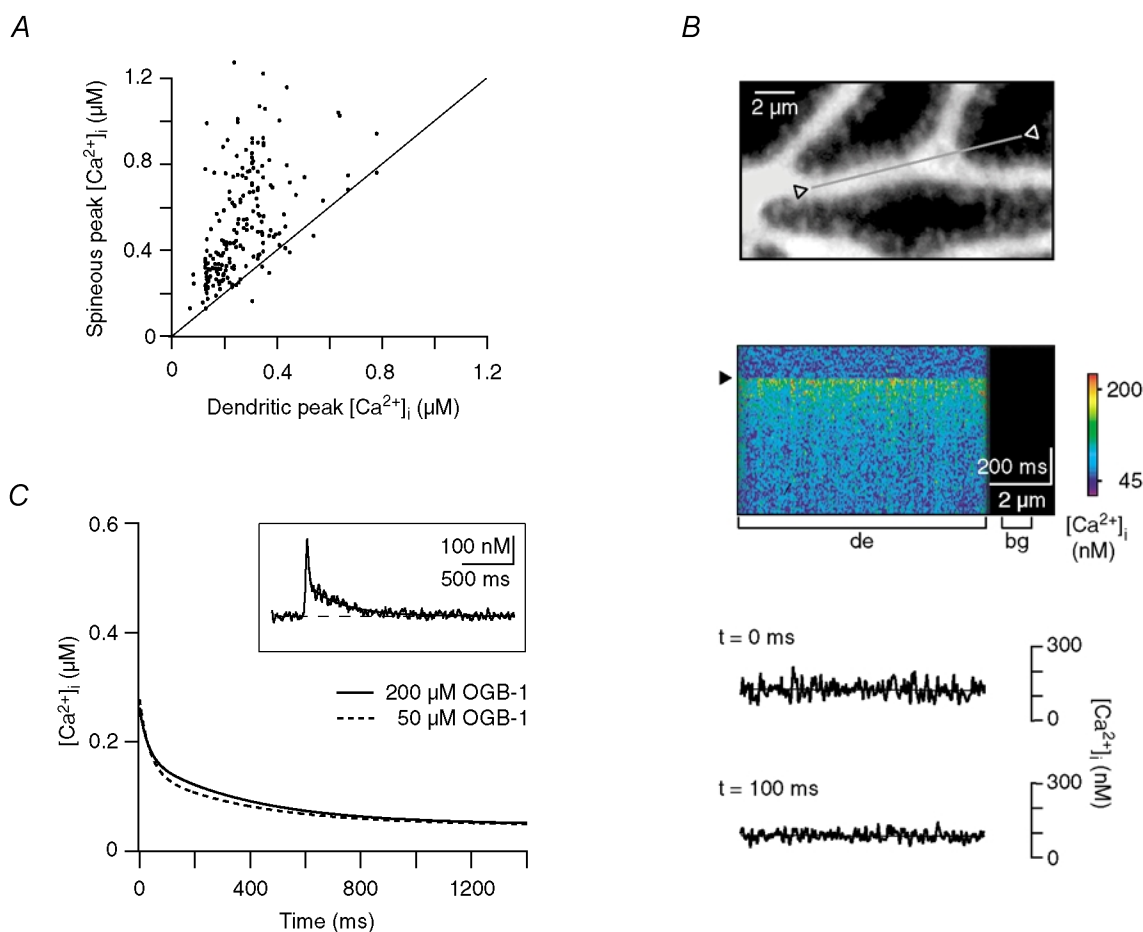 A
1.2
0.8
0.4
0
Spineous peak [Ca2+]i (µM)
0
0.4
0.8
1.2
Dendritic peak [Ca2+]i (µM)
B
2 µm
200 ms
2 µm
de
bg
200
45
[Ca2+]i
(nM)
t = 0 ms
300
0
t = 100 ms
300
0
[Ca2+]i (nM)
C
0.6
0.4
0.2
0
[Ca2+]i (µM)
100 nM
500 ms
200 µM OGB-1
50 µM OGB-1
0
400
800
1200
Time (ms)